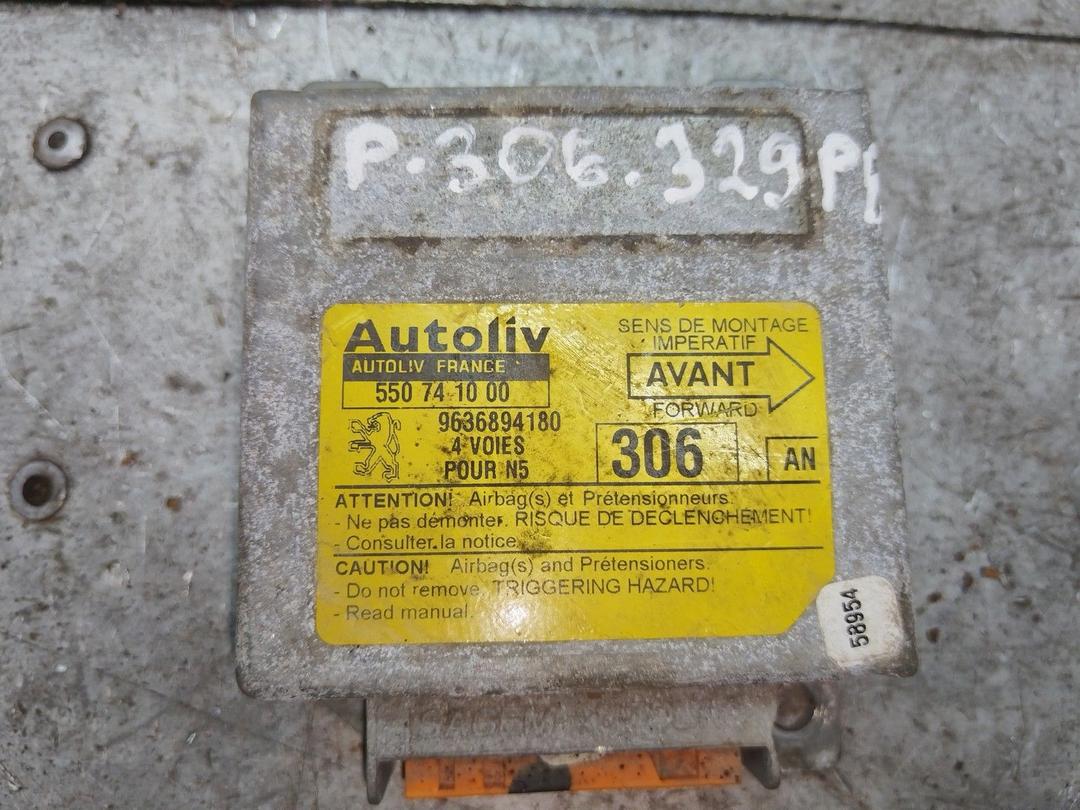 P.306.329
Autoliv
AUTOLIV FRANCE
550 74 10 00
9636894180
4 VOIES
POUR N5
SENS DE MONTAGE
IMPERATIF
AVANT
FORWARD
306
AN
ATTENTION! Airbag(s) et Prétensionneurs.
- Ne pas démonter. RISQUE DE DECLENCHEMENT!
- Consulter la notice.
CAUTION! Airbag(s) and Prétensioners.
- Do not remove. TRIGGERING HAZARD!
- Read manual.
58954